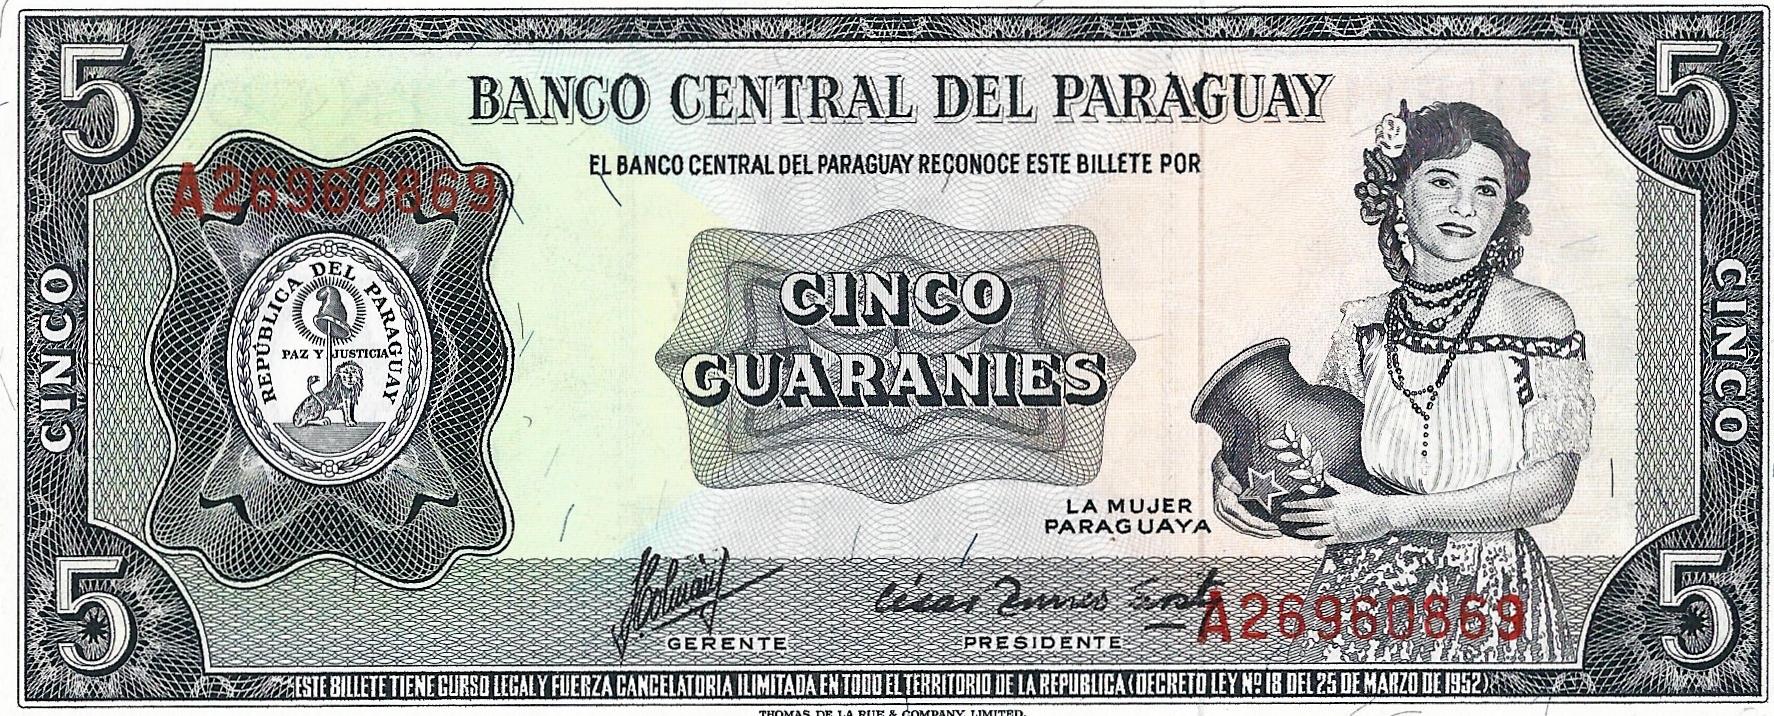 5
5
BANCO CENTRAL DEL PARAGUAY
EL BANCO CENTRAL DEL PARAGUAY RECONOCE ESTE BILLETE POR
A26960869
REPÚBLICA DEL PARAGUAY
PAZ Y JUSTICIA
CINCO
CINCO
GUARANIES
CINCO
LA MUJER
PARAGUAYA
A26960869
GERENTE
PRESIDENTE
5
5
ESTE BILLETE TIENE CURSO LEGAL Y FUERZA CANCELATORIA ILIMITADA EN TODO EL TERRITORIO DE LA REPUBLICA (DECRETO LEY Nº 18 DEL 25 DE MARZO DE 1952)
THOMAS DE LA RUE & COMPANY, LIMITED.